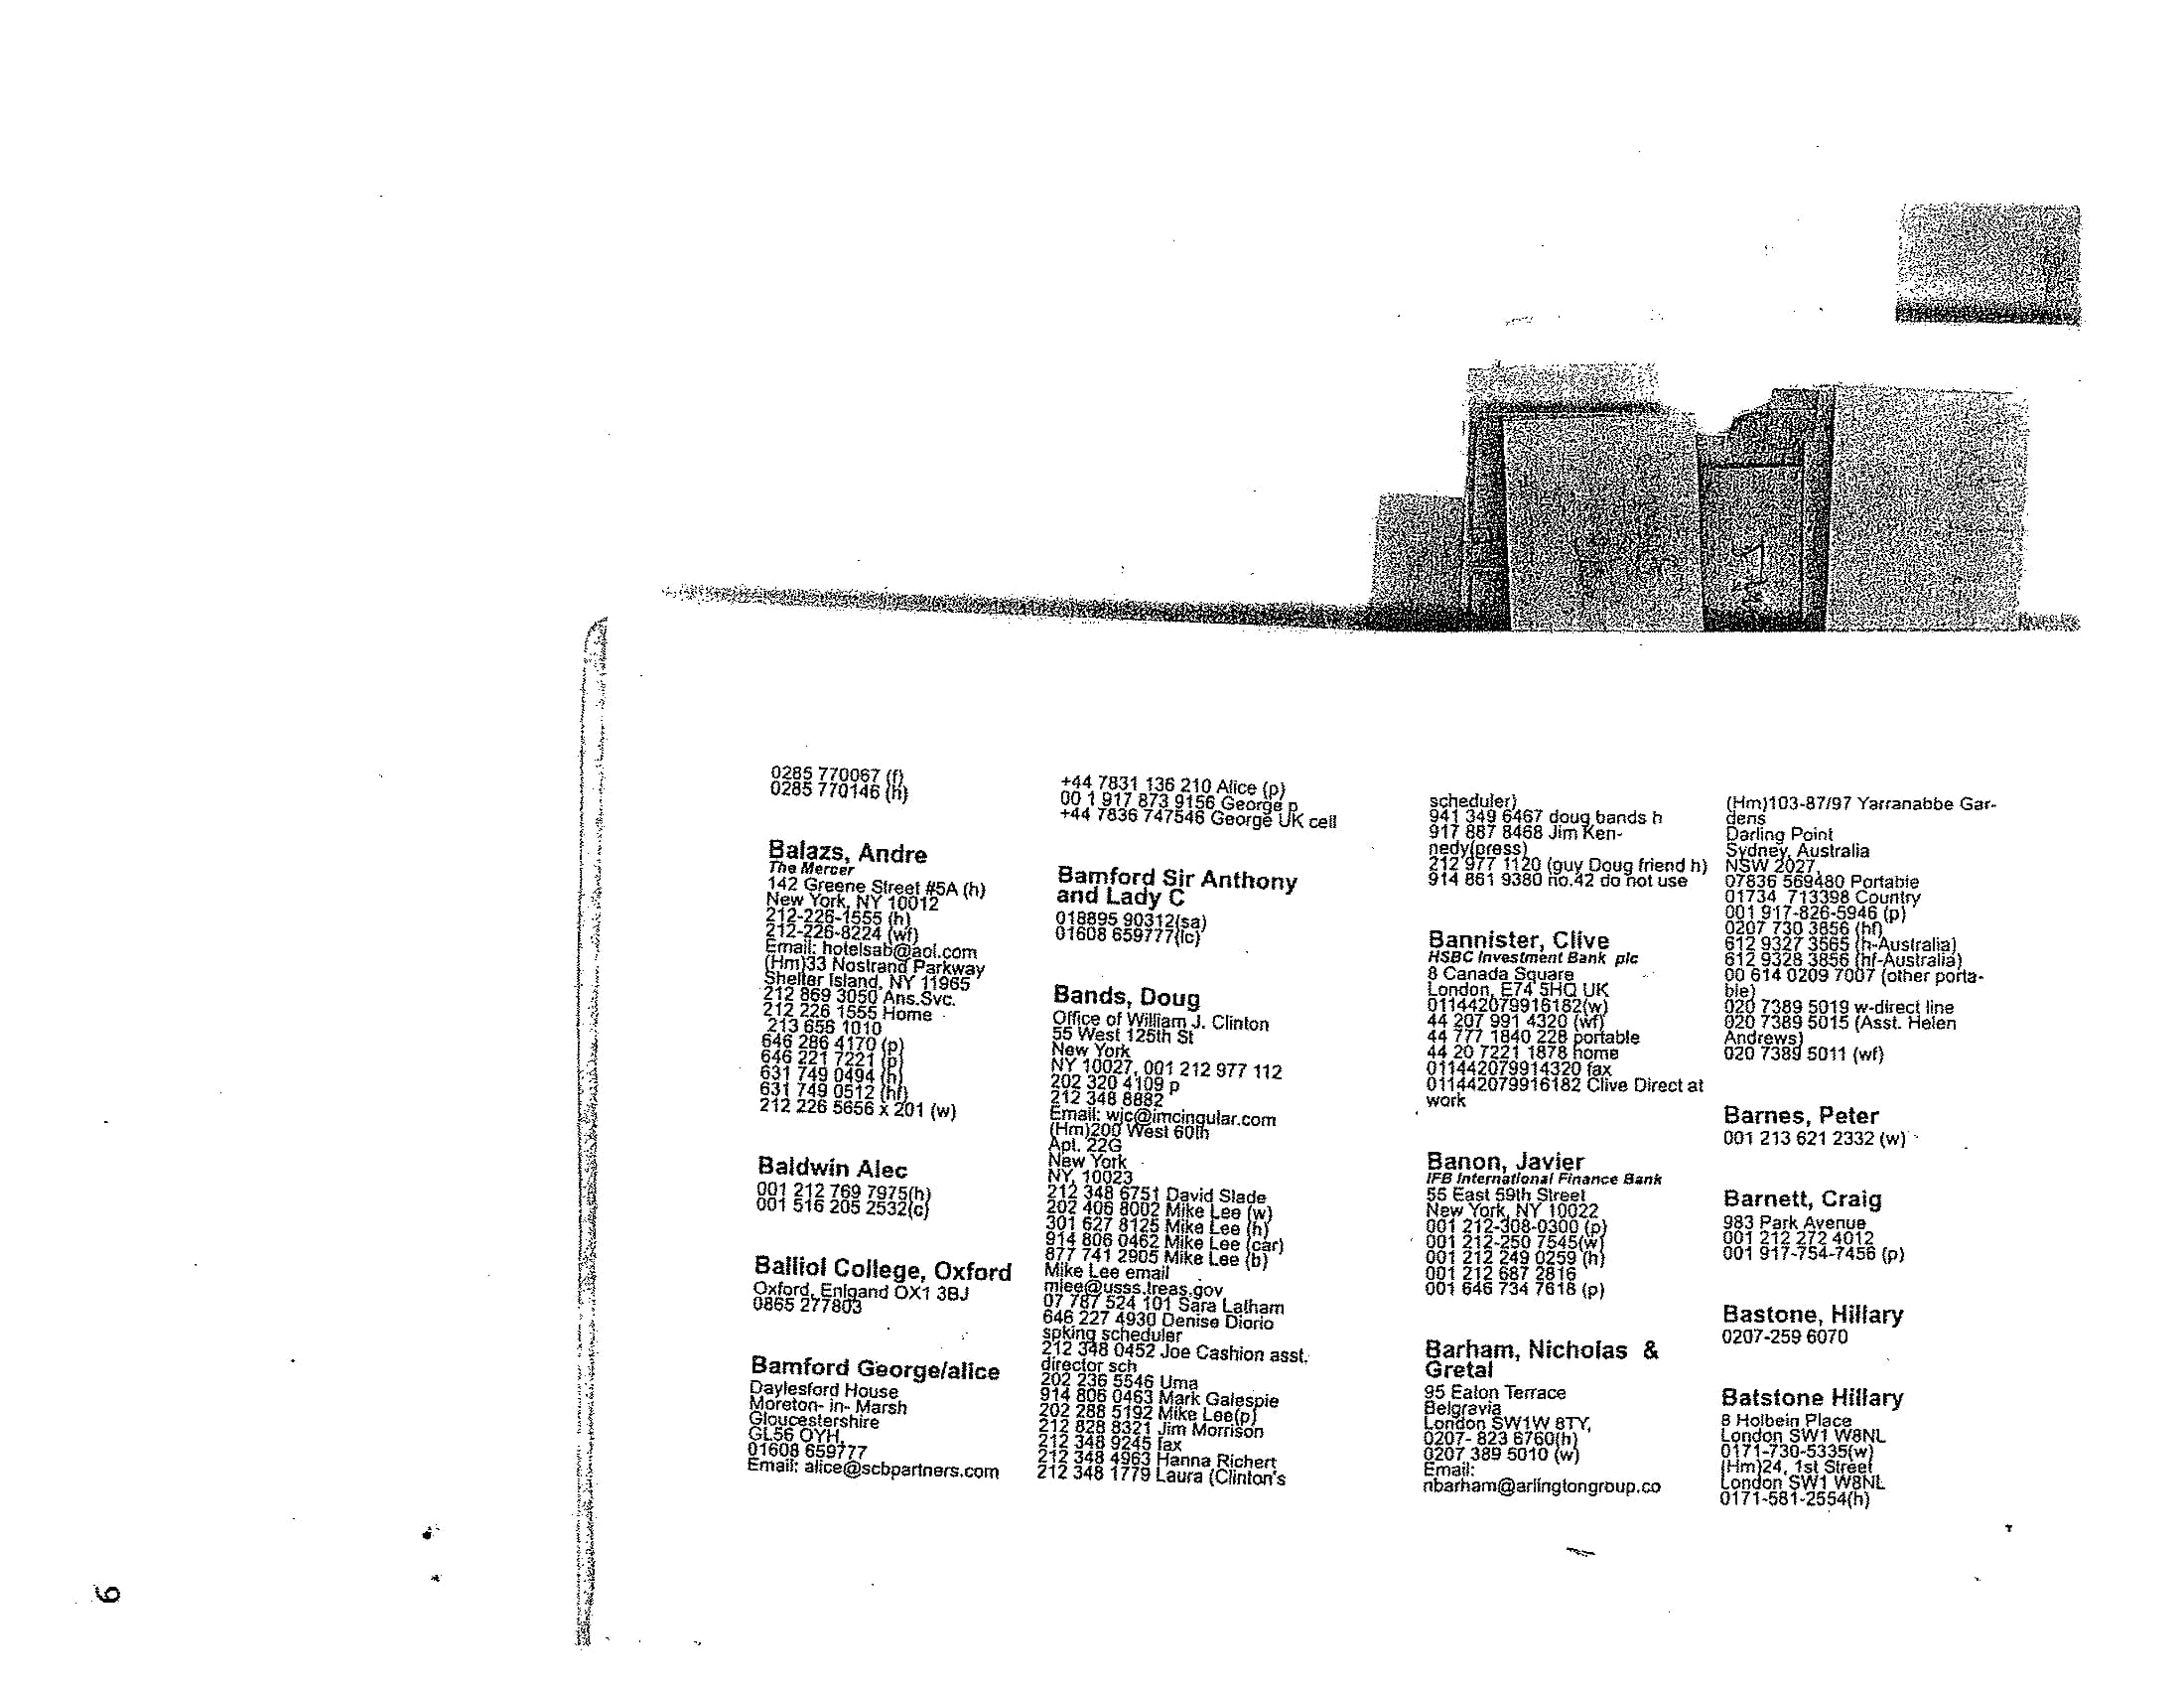 0285 770067 (f)
0285 770146 (h)
Balazs, Andre
The Mercer
142 Greene Street #5A (h)
New York, NY 10012
212-226-1555 (h)
212-226-8224 (wf)
Email: hotelsab@aol.com
(Hm)33 Nostrand Parkway
Shelter Island, NY 11965
212 869 3050 Ans.Svc.
212 226 1555 Home
213 656 1010
646 286 4170 (p)
646 221 7221 (p)
631 749 0494 (h)
631 749 0512 (hf)
212 226 5656 x 201 (w)
Baldwin Alec
001 212 769 7975(h)
001 516 205 2532(c)
Balliol College, Oxford
Oxford, Enlgand OX1 3BJ
0865 277803
Bamford George/alice
Daylesford House
Moreton- in- Marsh
Gloucestershire
GL56 OYH,
01608 659777
Email: alice@scbpartners.com
+44 7831 136 210 Alice (p)
00 1 917 873 9156 George p
+44 7836 747546 George UK cell
Bamford Sir Anthony
and Lady C
018895 90312(sa)
01608 659777(lc)
Bands, Doug
Office of William J. Clinton
55 West 125th St
New York
NY 10027, 001 212 977 112
202 320 4109 p
212 348 8882
Email: wjc@imcingular.com
(Hm)200 West 60th
Apt. 22G
New York
NY, 10023
212 348 6751 David Slade
202 406 8002 Mike Lee (w)
301 627 8125 Mike Lee (h)
914 806 0462 Mike Lee (car)
877 741 2905 Mike Lee (b)
Mike Lee email
mlee@usss.treas.gov
07 787 524 101 Sara Latham
646 227 4930 Denise Diorio
spking scheduler
212 348 0452 Joe Cashion asst.
director sch
202 236 5546 Uma
914 806 0463 Mark Galespie
202 288 5192 Mike Lee(p)
212 828 8321 Jim Morrison
212 348 9245 fax
212 348 4963 Hanna Richert
212 348 1779 Laura (Clinton's
scheduler)
941 349 6467 doug bands h
917 887 8468 Jim Ken-
nedy(press)
212 977 1120 (guy Doug friend h)
914 861 9380 no.42 do not use
Bannister, Clive
HSBC Investment Bank plc
8 Canada Square
London, E74 5HQ UK
011442079916182(w)
44 207 991 4320 (wf)
44 777 1840 228 portable
44 20 7221 1878 home
011442079914320 fax
011442079916182 Clive Direct at
work
Banon, Javier
IFB International Finance Bank
55 East 59th Street
New York, NY 10022
001 212-308-0300 (p)
001 212-250 7545(w)
001 212 249 0259 (h)
001 212 687 2816
001 646 734 7618 (p)
Barham, Nicholas &
Gretal
95 Eaton Terrace
Belgravia
London SW1W 8TY,
0207- 823 6760(h)
0207 389 5010 (w)
Email:
nbarham@arlingtongroup.co
(Hm)103-87/97 Yarranabbe Gar-
dens
Darling Point
Sydney, Australia
NSW 2027,
07836 569480 Portable
01734 713398 Country
001 917-826-5946 (p)
0207 730 3856 (hf)
612 9327 3565 (h-Australia)
612 9328 3856 (hf-Australia)
00 614 0209 7007 (other porta-
ble)
020 7389 5019 w-direct line
020 7389 5015 (Asst. Helen
Andrews)
020 7389 5011 (wf)
Barnes, Peter
001 213 621 2332 (w)
Barnett, Craig
983 Park Avenue
001 212 272 4012
001 917-754-7456 (p)
Bastone, Hillary
0207-259 6070
Batstone Hillary
8 Holbein Place
London SW1 W8NL
0171-730-5335(w)
(Hm)24, 1st Street
London SW1 W8NL
0171-581-2554(h)
6